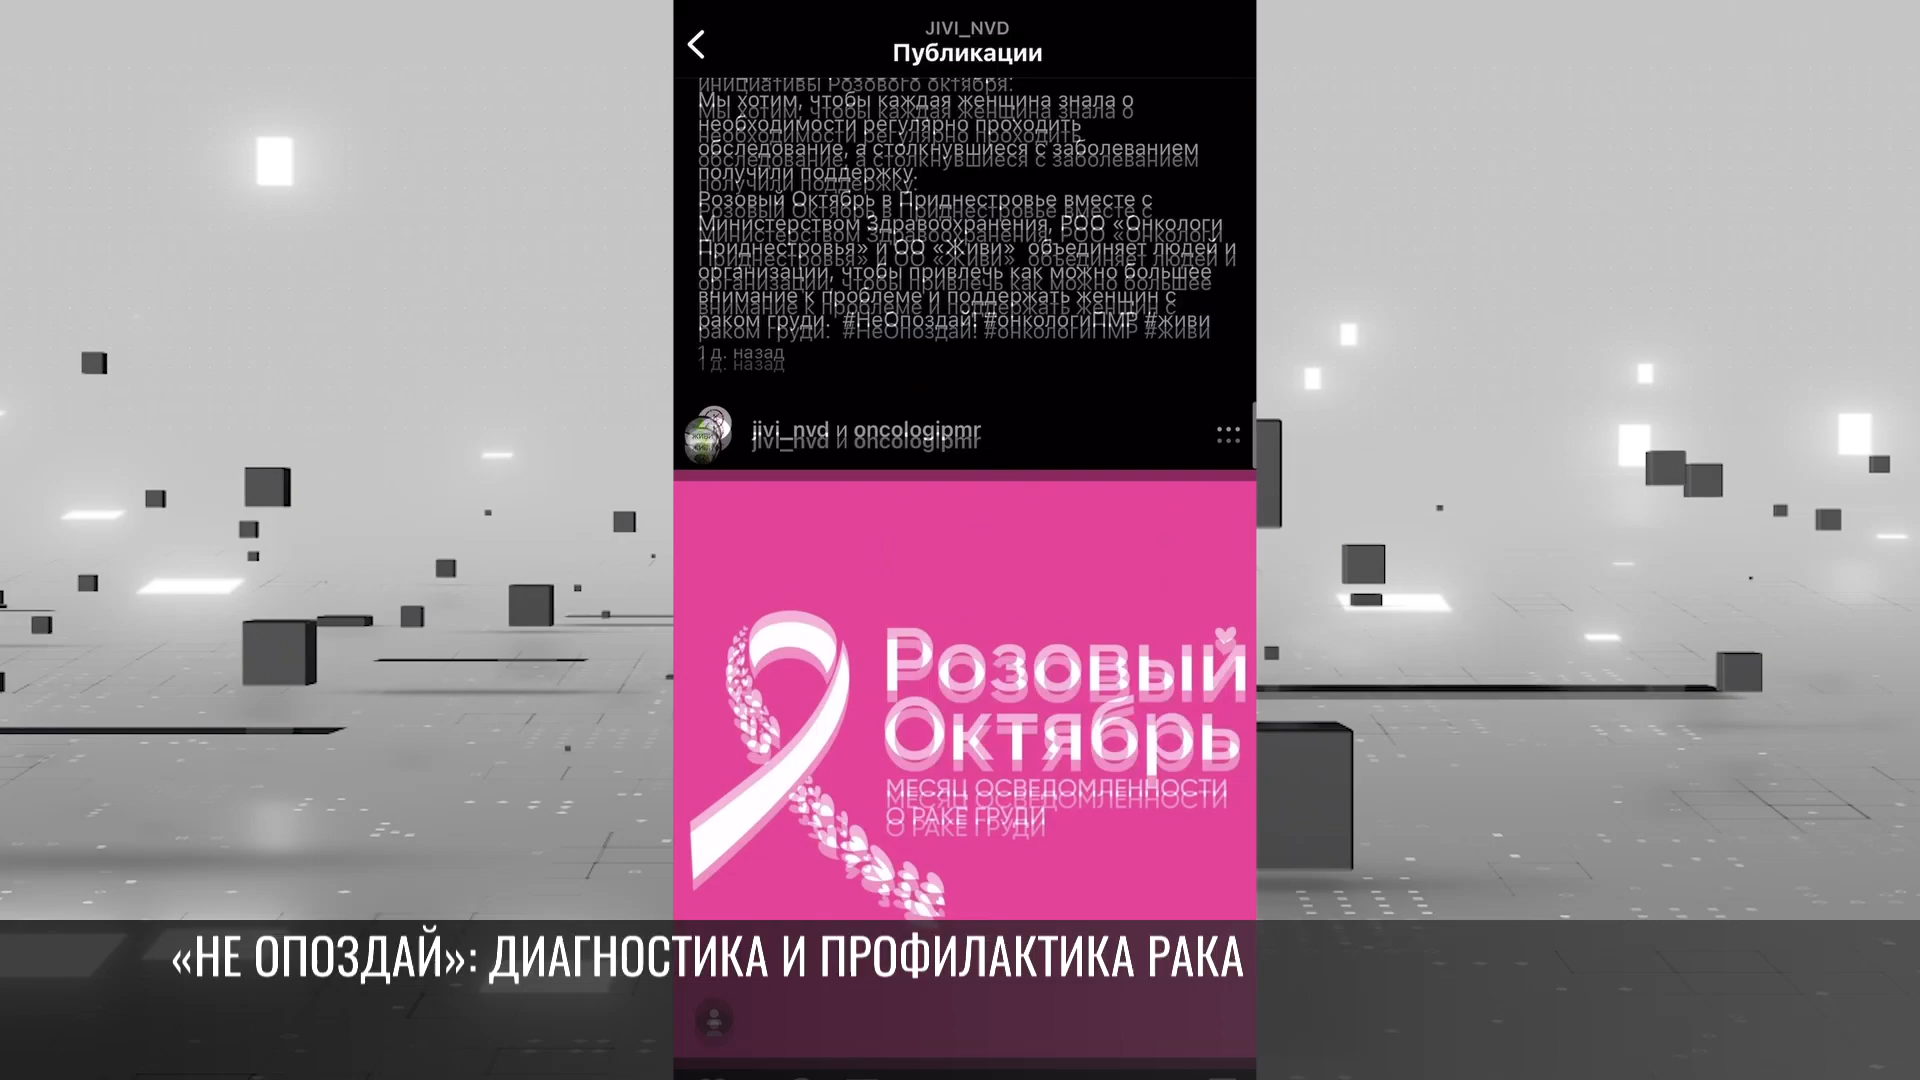 JIVI_NVD
Публикации
инициативы Розового октября:
Мы хотим, чтобы каждая женщина знала о
необходимости регулярно проходить
обследование, а столкнувшиеся с заболеванием
получили поддержку.
Розовый Октябрь в Приднестровье вместе с
Министерством Здравоохранения, РОО «Онкологи
Приднестровья» и ОО «Живи» объединяет людей и
организации, чтобы привлечь как можно большее
внимание к проблеме и поддержать женщин с
раком груди. #НеОпоздай! #онкологиПМР #живи
1 д. назад
jivi_nvd и oncologipmr
Розовый
Октябрь
МЕСЯЦ ОСВЕДОМЛЕННОСТИ
О РАКЕ ГРУДИ
«НЕ ОПОЗДАЙ»: ДИАГНОСТИКА И ПРОФИЛАКТИКА РАКА